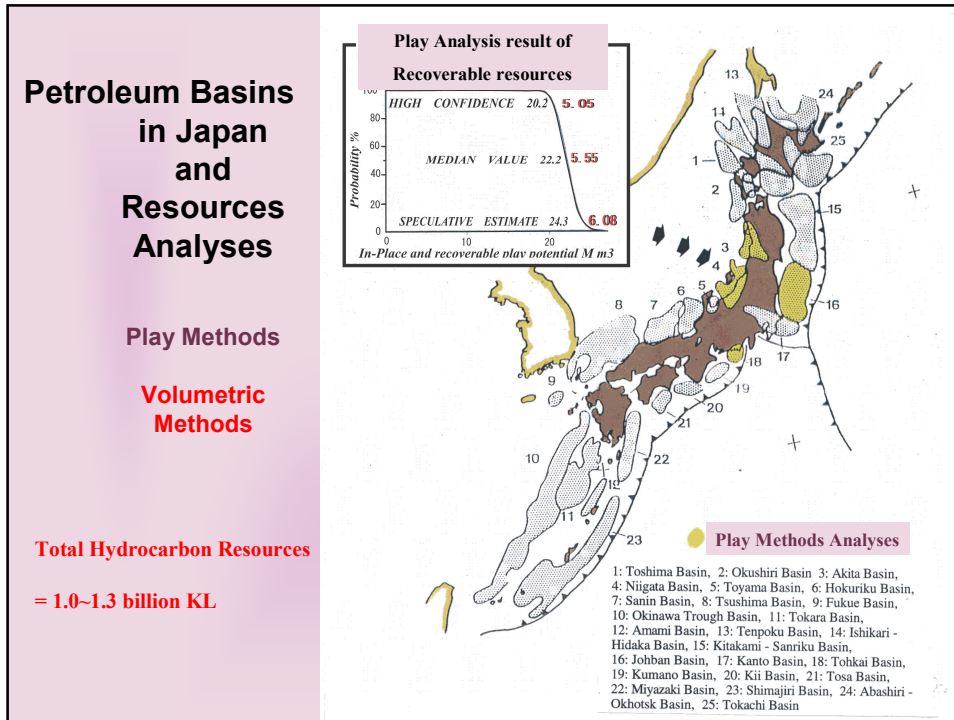 Petroleum Basins
in Japan
and
Resources
Analyses
Play Methods
Volumetric
Methods
Total Hydrocarbon Resources
= 1.0~1.3 billion KL
Play Analysis result of
Recoverable resources
100
HIGH CONFIDENCE 20.2 5.05
80
60
MEDIAN VALUE 22.2 5.55
40
20
SPECULATIVE ESTIMATE 24.3 6.08
0
0 10 20
Probability %
In-Place and recoverable play potential M m3
13
24
14
25
1
2
15
3
4
5
6
7
8
16
17
18
9
19
20
21
10
22
12
11
23
Play Methods Analyses
1: Toshima Basin, 2: Okushiri Basin 3: Akita Basin,
4: Niigata Basin, 5: Toyama Basin, 6: Hokuriku Basin,
7: Sanin Basin, 8: Tsushima Basin, 9: Fukue Basin,
10: Okinawa Trough Basin, 11: Tokara Basin,
12: Amami Basin, 13: Tenpoku Basin, 14: Ishikari -
Hidaka Basin, 15: Kitakami - Sanriku Basin,
16: Johban Basin, 17: Kanto Basin, 18: Tohkai Basin,
19: Kumano Basin, 20: Kii Basin, 21: Tosa Basin,
22: Miyazaki Basin, 23: Shimajiri Basin, 24: Abashiri -
Okhotsk Basin, 25: Tokachi Basin